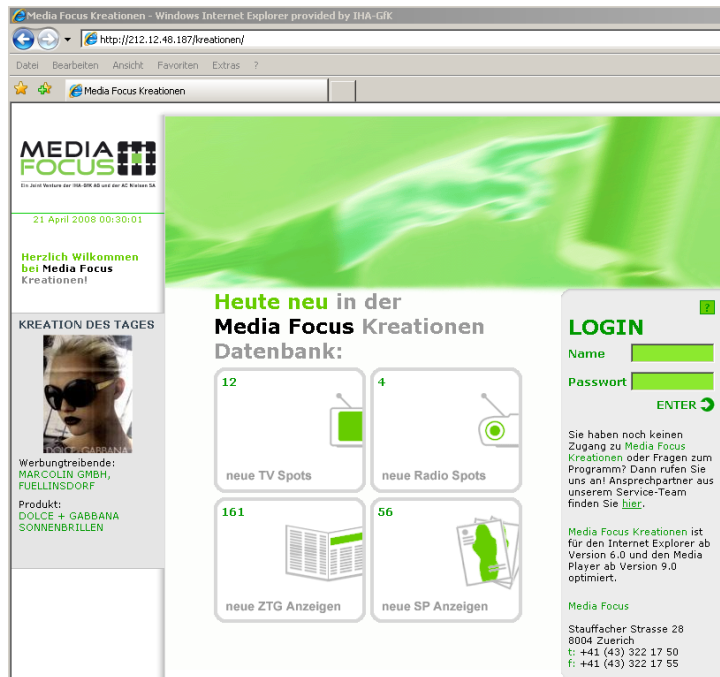 Media Focus Kreationen - Windows Internet Explorer provided by IHA-GfK
http://212.12.48.187/kreationen/
Datei Bearbeiten Ansicht Favoriten Extras ?
Media Focus Kreationen
MEDIA
FOCUS
Ein Joint Venture der IHA-GfK AG und der AC Nielsen SA
21 April 2008 00:30:01
Herzlich Wilkommen
bei Media Focus
Kreationen!
KREATION DES TAGES
DOLCE + GABBANA
Werbungtreibende:
MARCOLIN GMBH,
FUELLINSDORF
Produkt:
DOLCE + GABBANA
SONNENBRILLEN
Heute neu in der
Media Focus Kreationen
Datenbank:
12
neue TV Spots
4
neue Radio Spots
161
neue ZTG Anzeigen
56
neue SP Anzeigen
?
LOGIN
Name
Passwort
ENTER
Sie haben noch keinen
Zugang zu Media Focus
Kreationen oder Fragen zum
Programm? Dann rufen Sie
uns an! Ansprechpartner aus
unserem Service-Team
finden Sie hier.
Media Focus Kreationen ist
für den Internet Explorer ab
Version 6.0 und den Media
Player ab Version 9.0
optimiert.
Media Focus
Stauffacher Strasse 28
8004 Zuerich
t: +41 (43) 322 17 50
f: +41 (43) 322 17 55